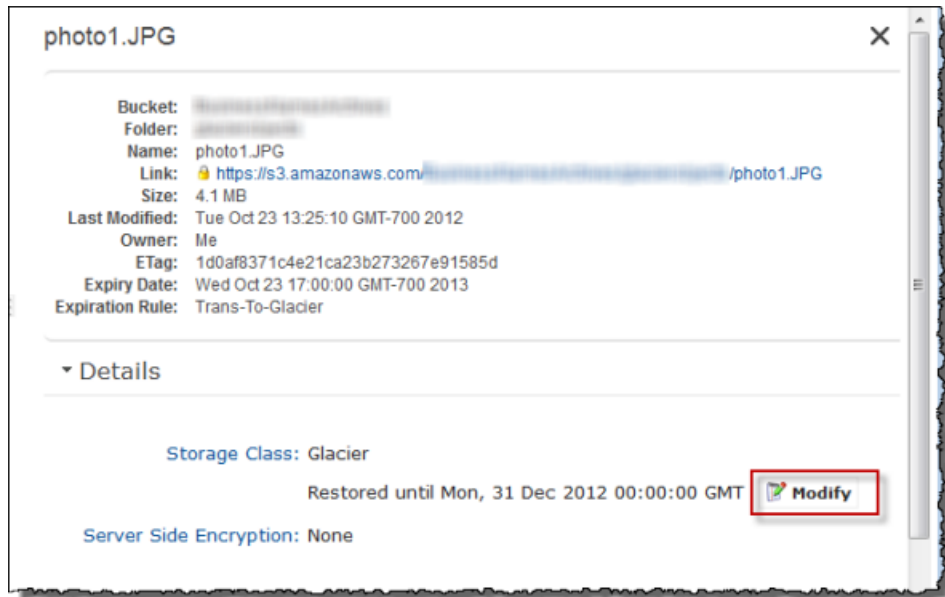 photo1.JPG
Bucket:
Folder:
Name: photo1.JPG
Link: https://s3.amazonaws.com/ /photo1.JPG
Size: 4.1 MB
Last Modified: Tue Oct 23 13:25:10 GMT-700 2012
Owner: Me
ETag: 1d0af8371c4e21ca23b273267e91585d
Expiry Date: Wed Oct 23 17:00:00 GMT-700 2013
Expiration Rule: Trans-To-Glacier
Details
Storage Class: Glacier
Restored until Mon, 31 Dec 2012 00:00:00 GMT Modify
Server Side Encryption: None